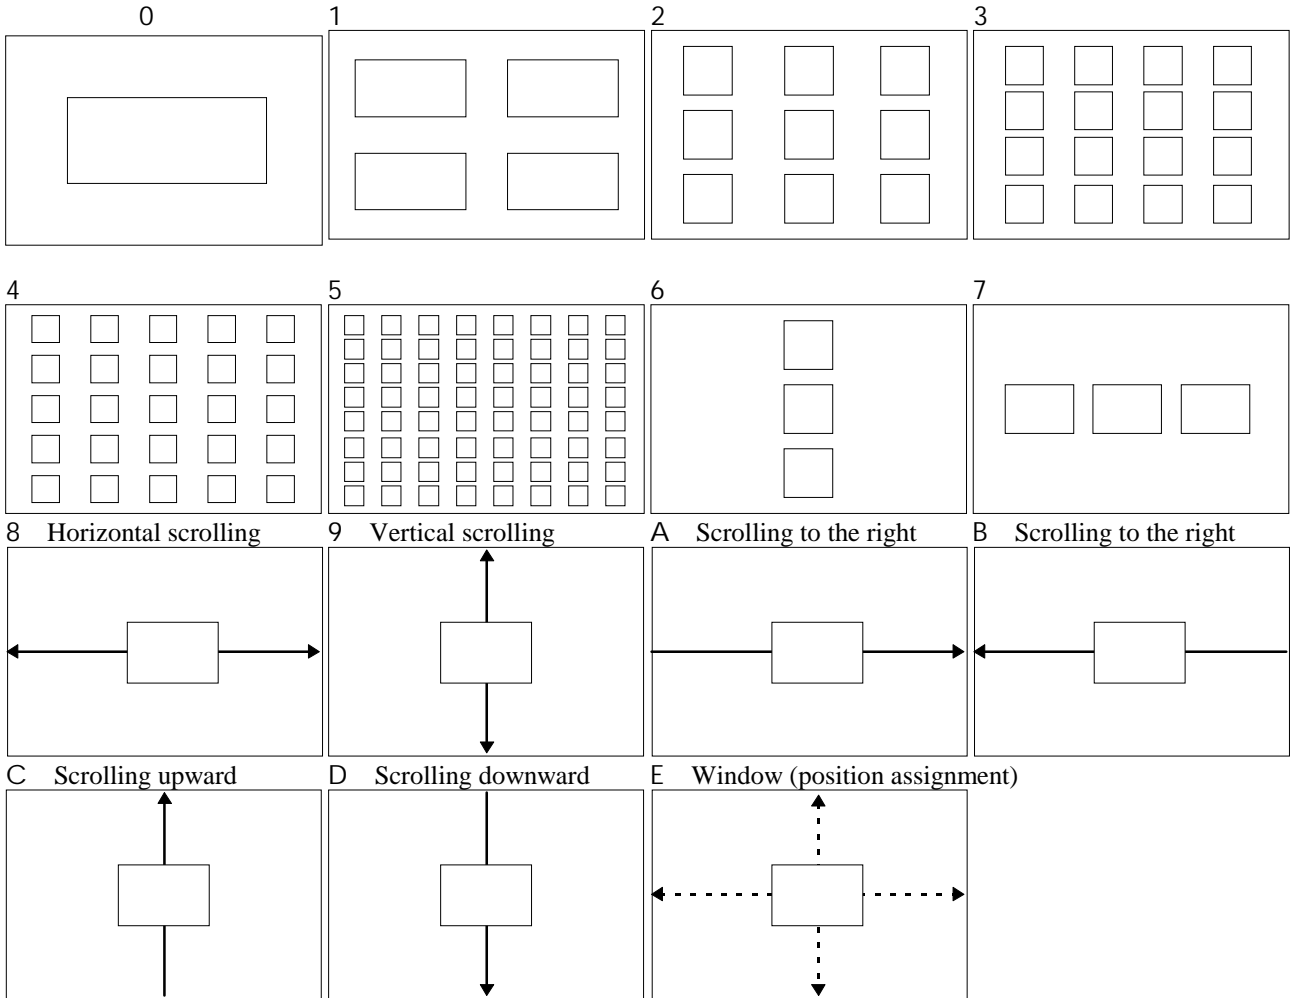 0 1 2 3
4 5 6 7
8 Horizontal scrolling 9 Vertical scrolling A Scrolling to the right B Scrolling to the right
C Scrolling upward D Scrolling downward E Window (position assignment)